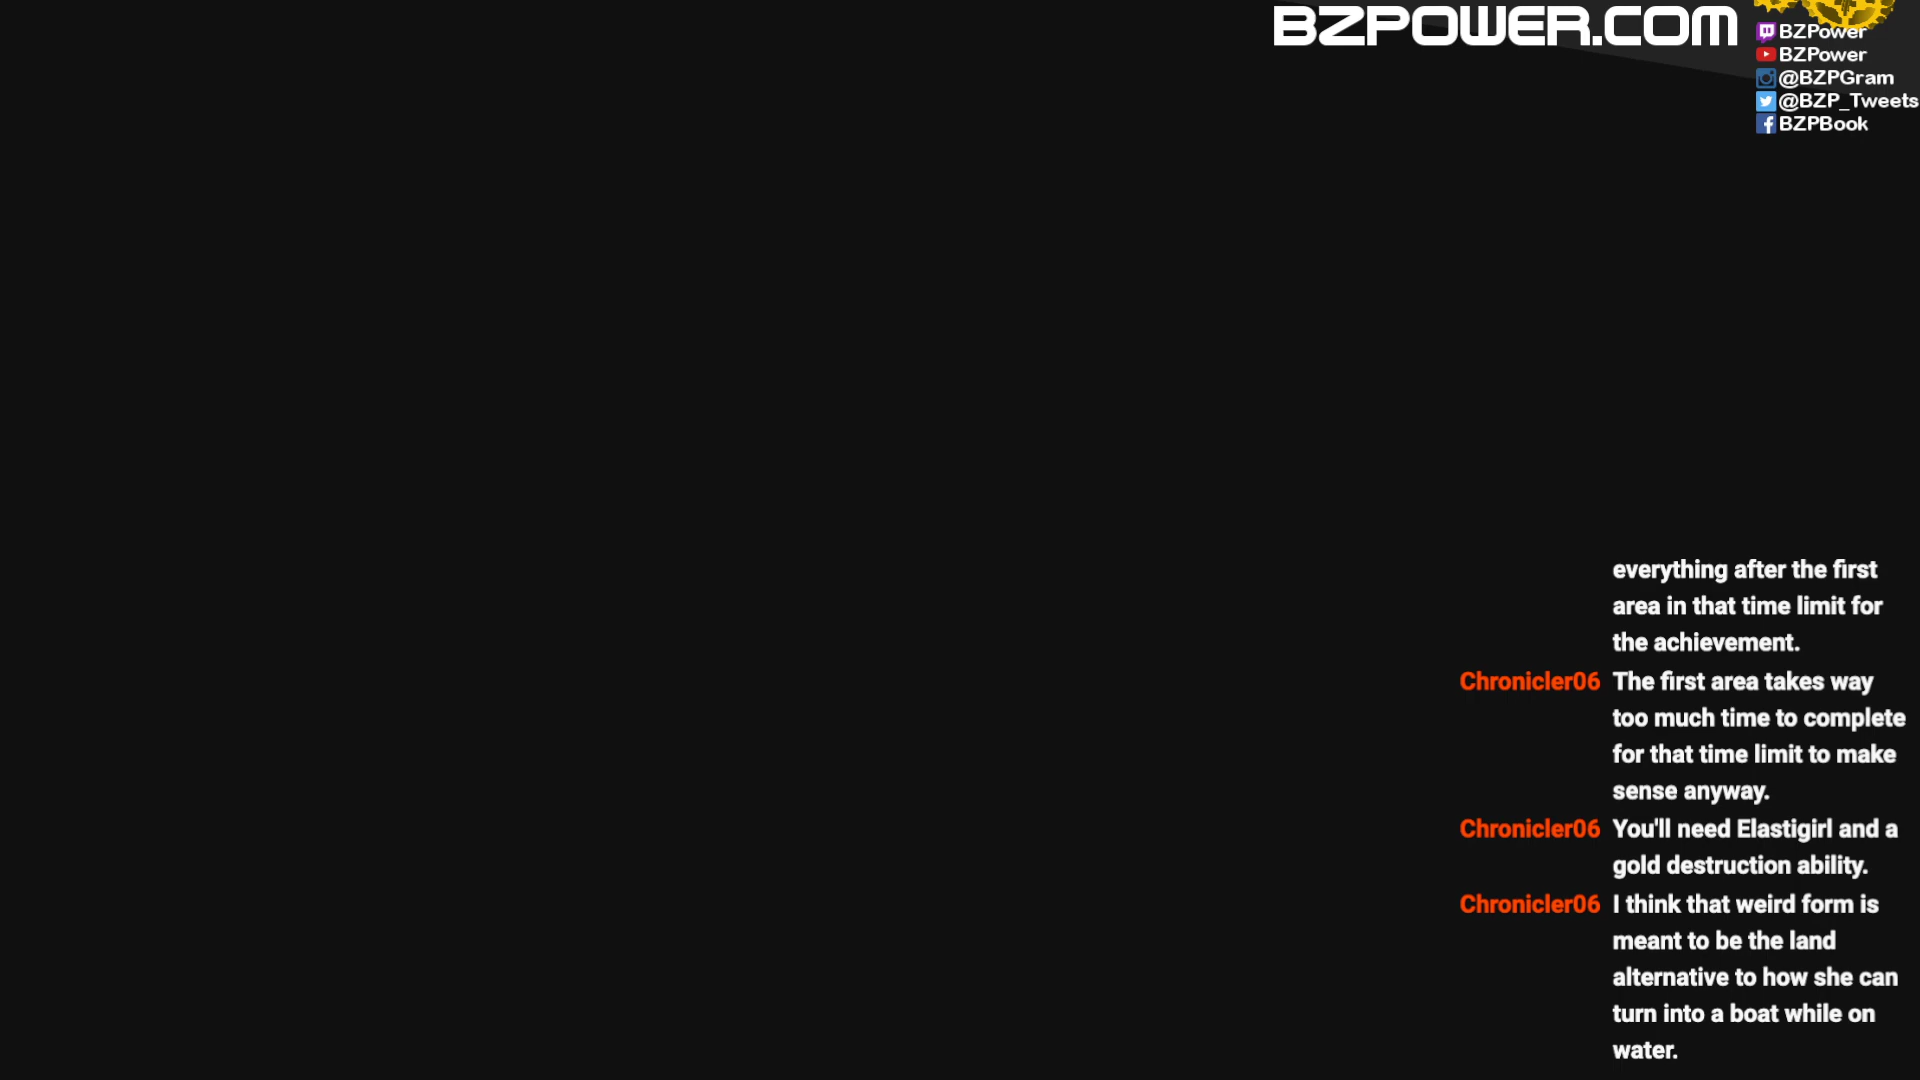 BZPOWER.COM
BZPower
BZPower
@BZPGram
@BZP_Tweets
BZPBook
everything after the first
area in that time limit for
the achievement.
Chronicler06 The first area takes way
too much time to complete
for that time limit to make
sense anyway.
Chronicler06 You'll need Elastigirl and a
gold destruction ability.
Chronicler06 I think that weird form is
meant to be the land
alternative to how she can
turn into a boat while on
water.